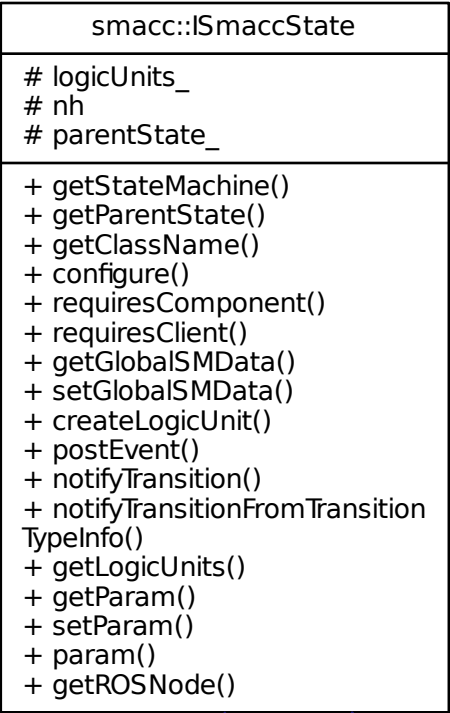 smacc::ISmaccState
# logicUnits_
# nh
# parentState_
+ getStateMachine()
+ getParentState()
+ getClassName()
+ configure()
+ requiresComponent()
+ requiresClient()
+ getGlobalSMData()
+ setGlobalSMData()
+ createLogicUnit()
+ postEvent()
+ notifyTransition()
+ notifyTransitionFromTransition
TypeInfo()
+ getLogicUnits()
+ getParam()
+ setParam()
+ param()
+ getROSNode()